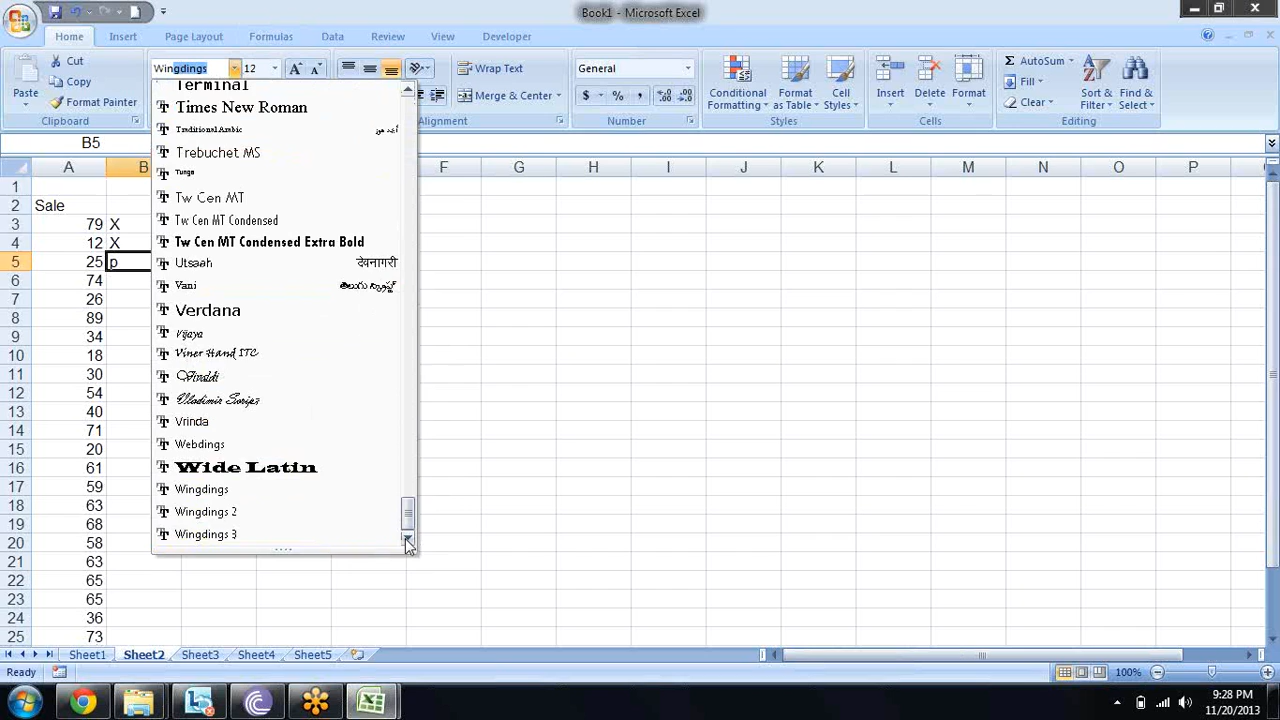 Book1 - Microsoft Excel
Home Insert Page Layout Formulas Data Review View Developer
Paste Cut Copy Format Painter
Clipboard
Wingdings 12
Wrap Text
Merge & Center
Alignment
General
$ % ,
Number
Conditional Formatting Format as Table Cell Styles
Styles
Insert Delete Format
Cells
Σ AutoSum Fill Clear
Sort & Filter Find & Select
Editing
B5
A B F G H I J K L M N O P
1
2 Sale
3 79 X
4 12 X
5 25 p
6 74
7 26
8 89
9 34
10 18
11 30
12 54
13 40
14 71
15 20
16 61
17 59
18 63
19 68
20 58
21 63
22 65
23 65
24 36
25 73
Terminal
Times New Roman
Traditional Arabic
Trebuchet MS
Tunga
Tw Cen MT
Tw Cen MT Condensed
Tw Cen MT Condensed Extra Bold
Utsaah देवनागरी
Vani
Verdana
Vijaya
Viner Hand ITC
Vivaldi
Vladimir Script
Vrinda
Webdings
Wide Latin
Wingdings
Wingdings 2
Wingdings 3
Sheet1 Sheet2 Sheet3 Sheet4 Sheet5
Ready 100%
9:28 PM
11/20/2013